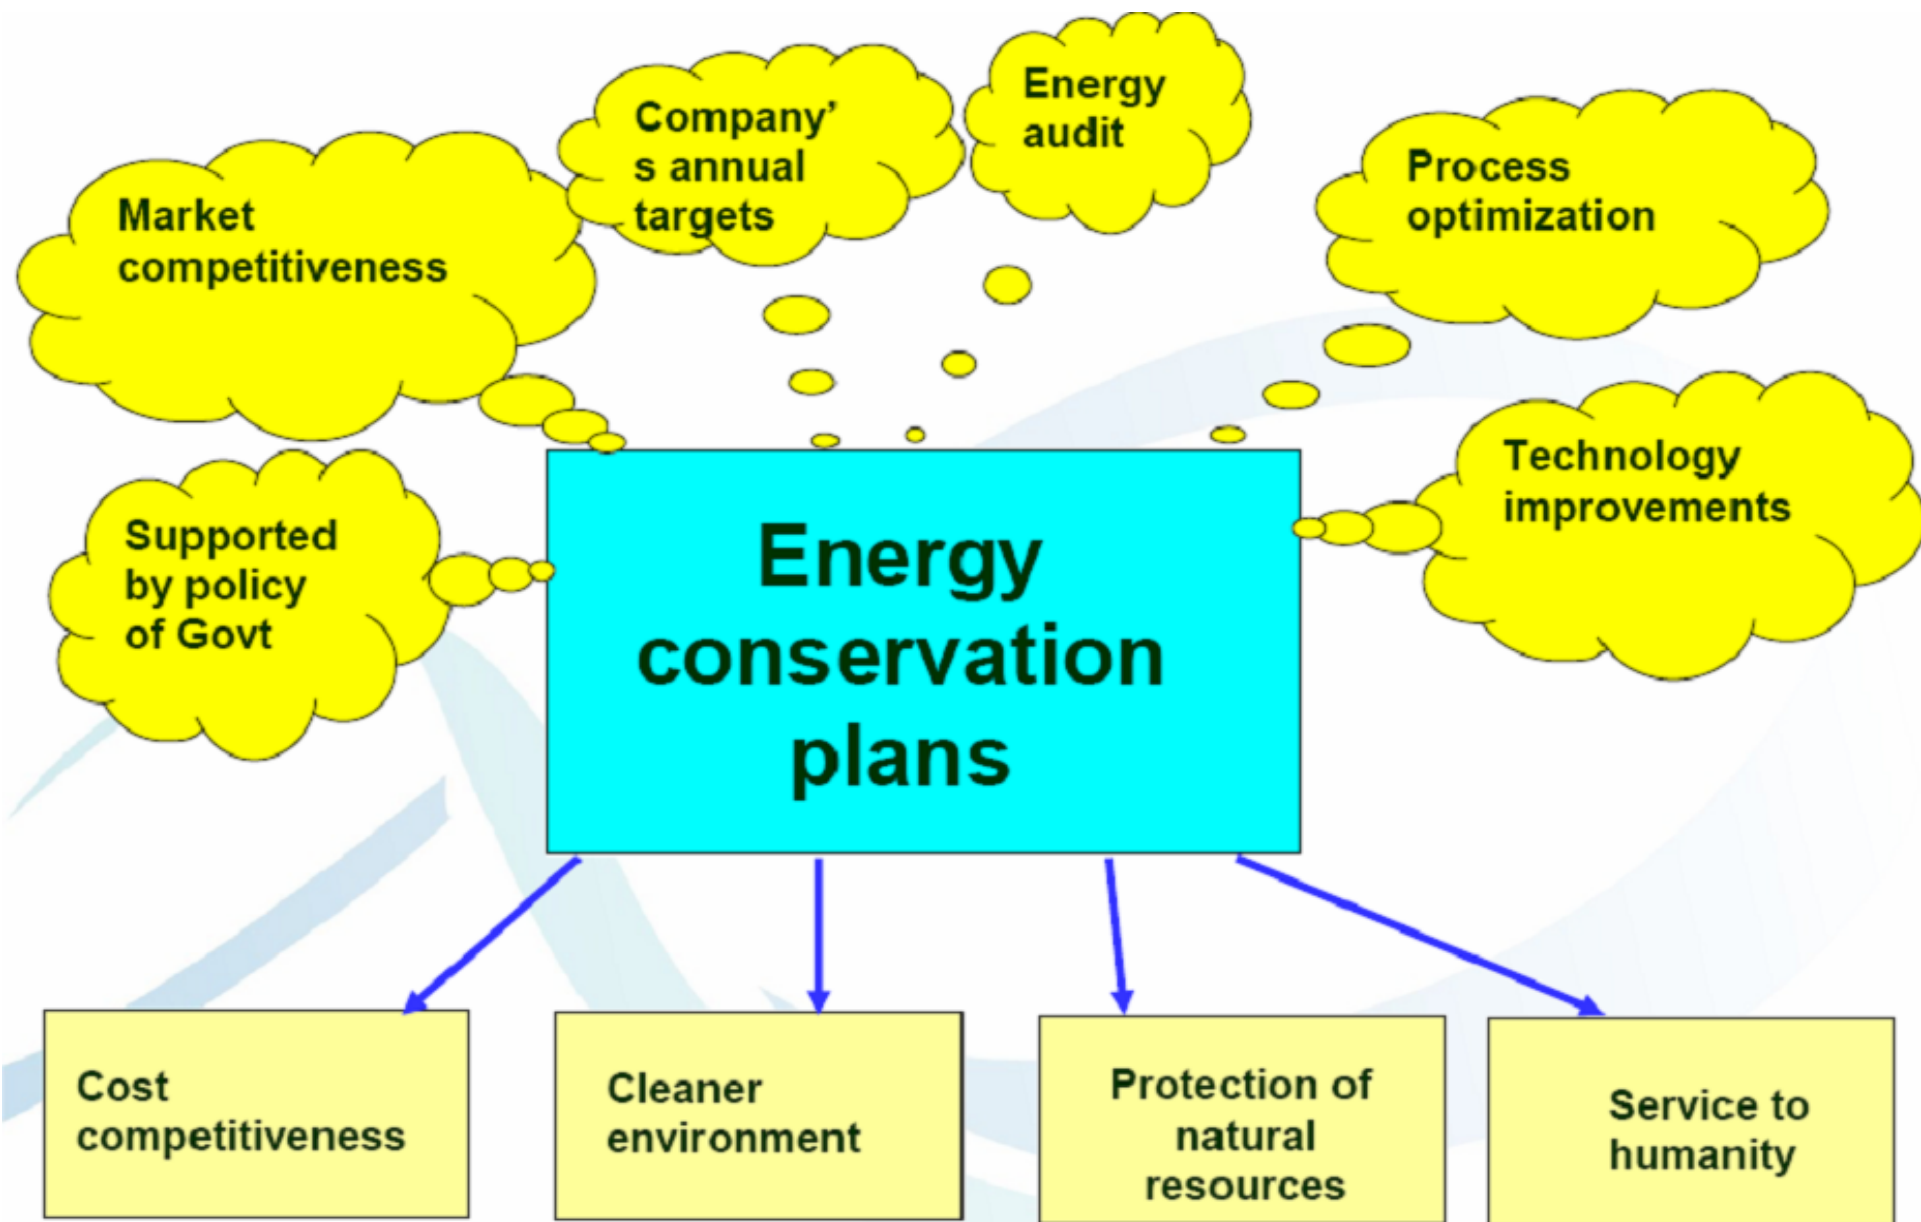 Energy
audit
Company’
s annual
targets
Process
optimization
Market
competitiveness
Technology
improvements
Supported
by policy
of Govt
Energy
conservation
plans
Cost
competitiveness
Cleaner
environment
Protection of
natural
resources
Service to
humanity